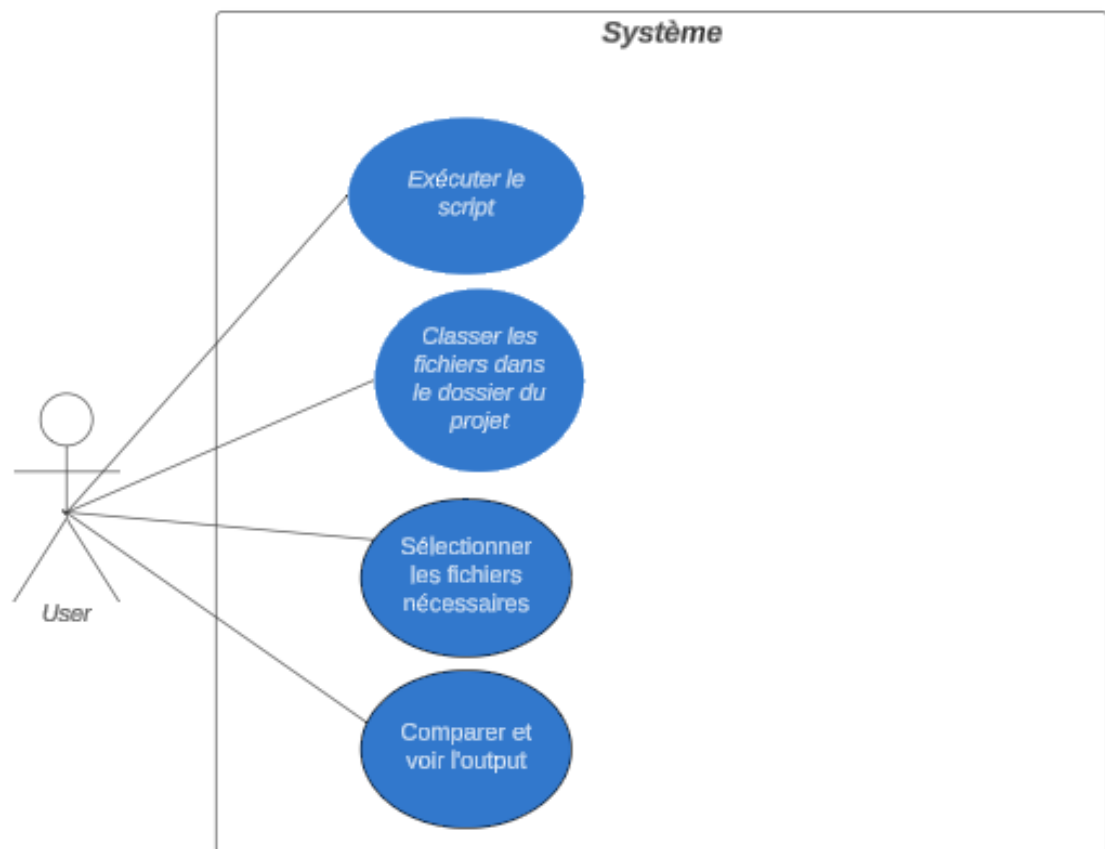 Système
Exécuter le
script
Classer les
fichiers dans
le dossier du
projet
Sélectionner
les fichiers
nécessaires
User
Comparer et
voir l'output